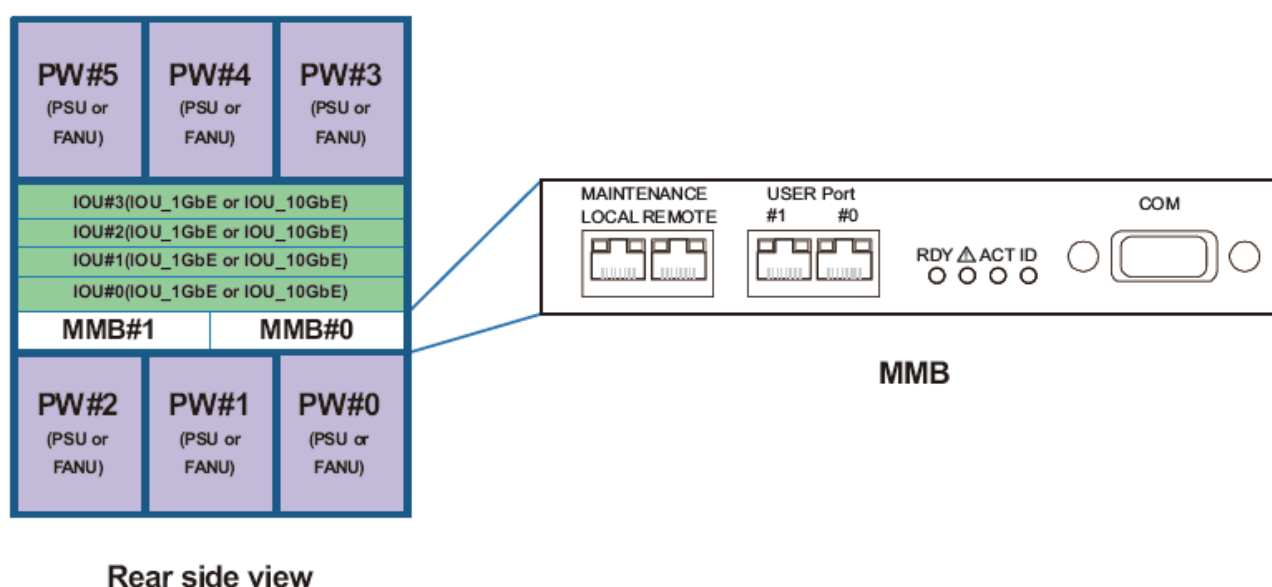 PW#5 PW#4 PW#3
(PSU or (PSU or (PSU or
FANU) FANU) FANU)
IOU#3(IOU_1GbE or IOU_10GbE)
IOU#2(IOU_1GbE or IOU_10GbE)
IOU#1(IOU_1GbE or IOU_10GbE)
IOU#0(IOU_1GbE or IOU_10GbE)
MMB#1 MMB#0
PW#2 PW#1 PW#0
(PSU or (PSU or (PSU or
FANU) FANU) FANU)
Rear side view
MAINTENANCE USER Port COM
LOCAL REMOTE #1 #0
RDY ⚠ ACT ID
MMB